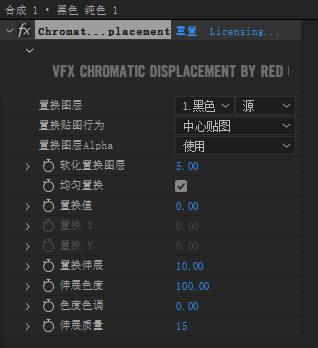 合成 1 • 黑色 纯色 1
fx Chromat...placement 重置 Licensing...
VFX CHROMATIC DISPLACEMENT BY RED
置换图层 1.黑色 源
置换贴图行为 中心贴图
置换图层Alpha 使用
软化置换图层 5.00
均匀置换
置换值 0.00
置换 X 0.00
置换 Y 0.00
置换伸展 10.00
伸展色度 100.00
色度色调 0.00
伸展质量 15